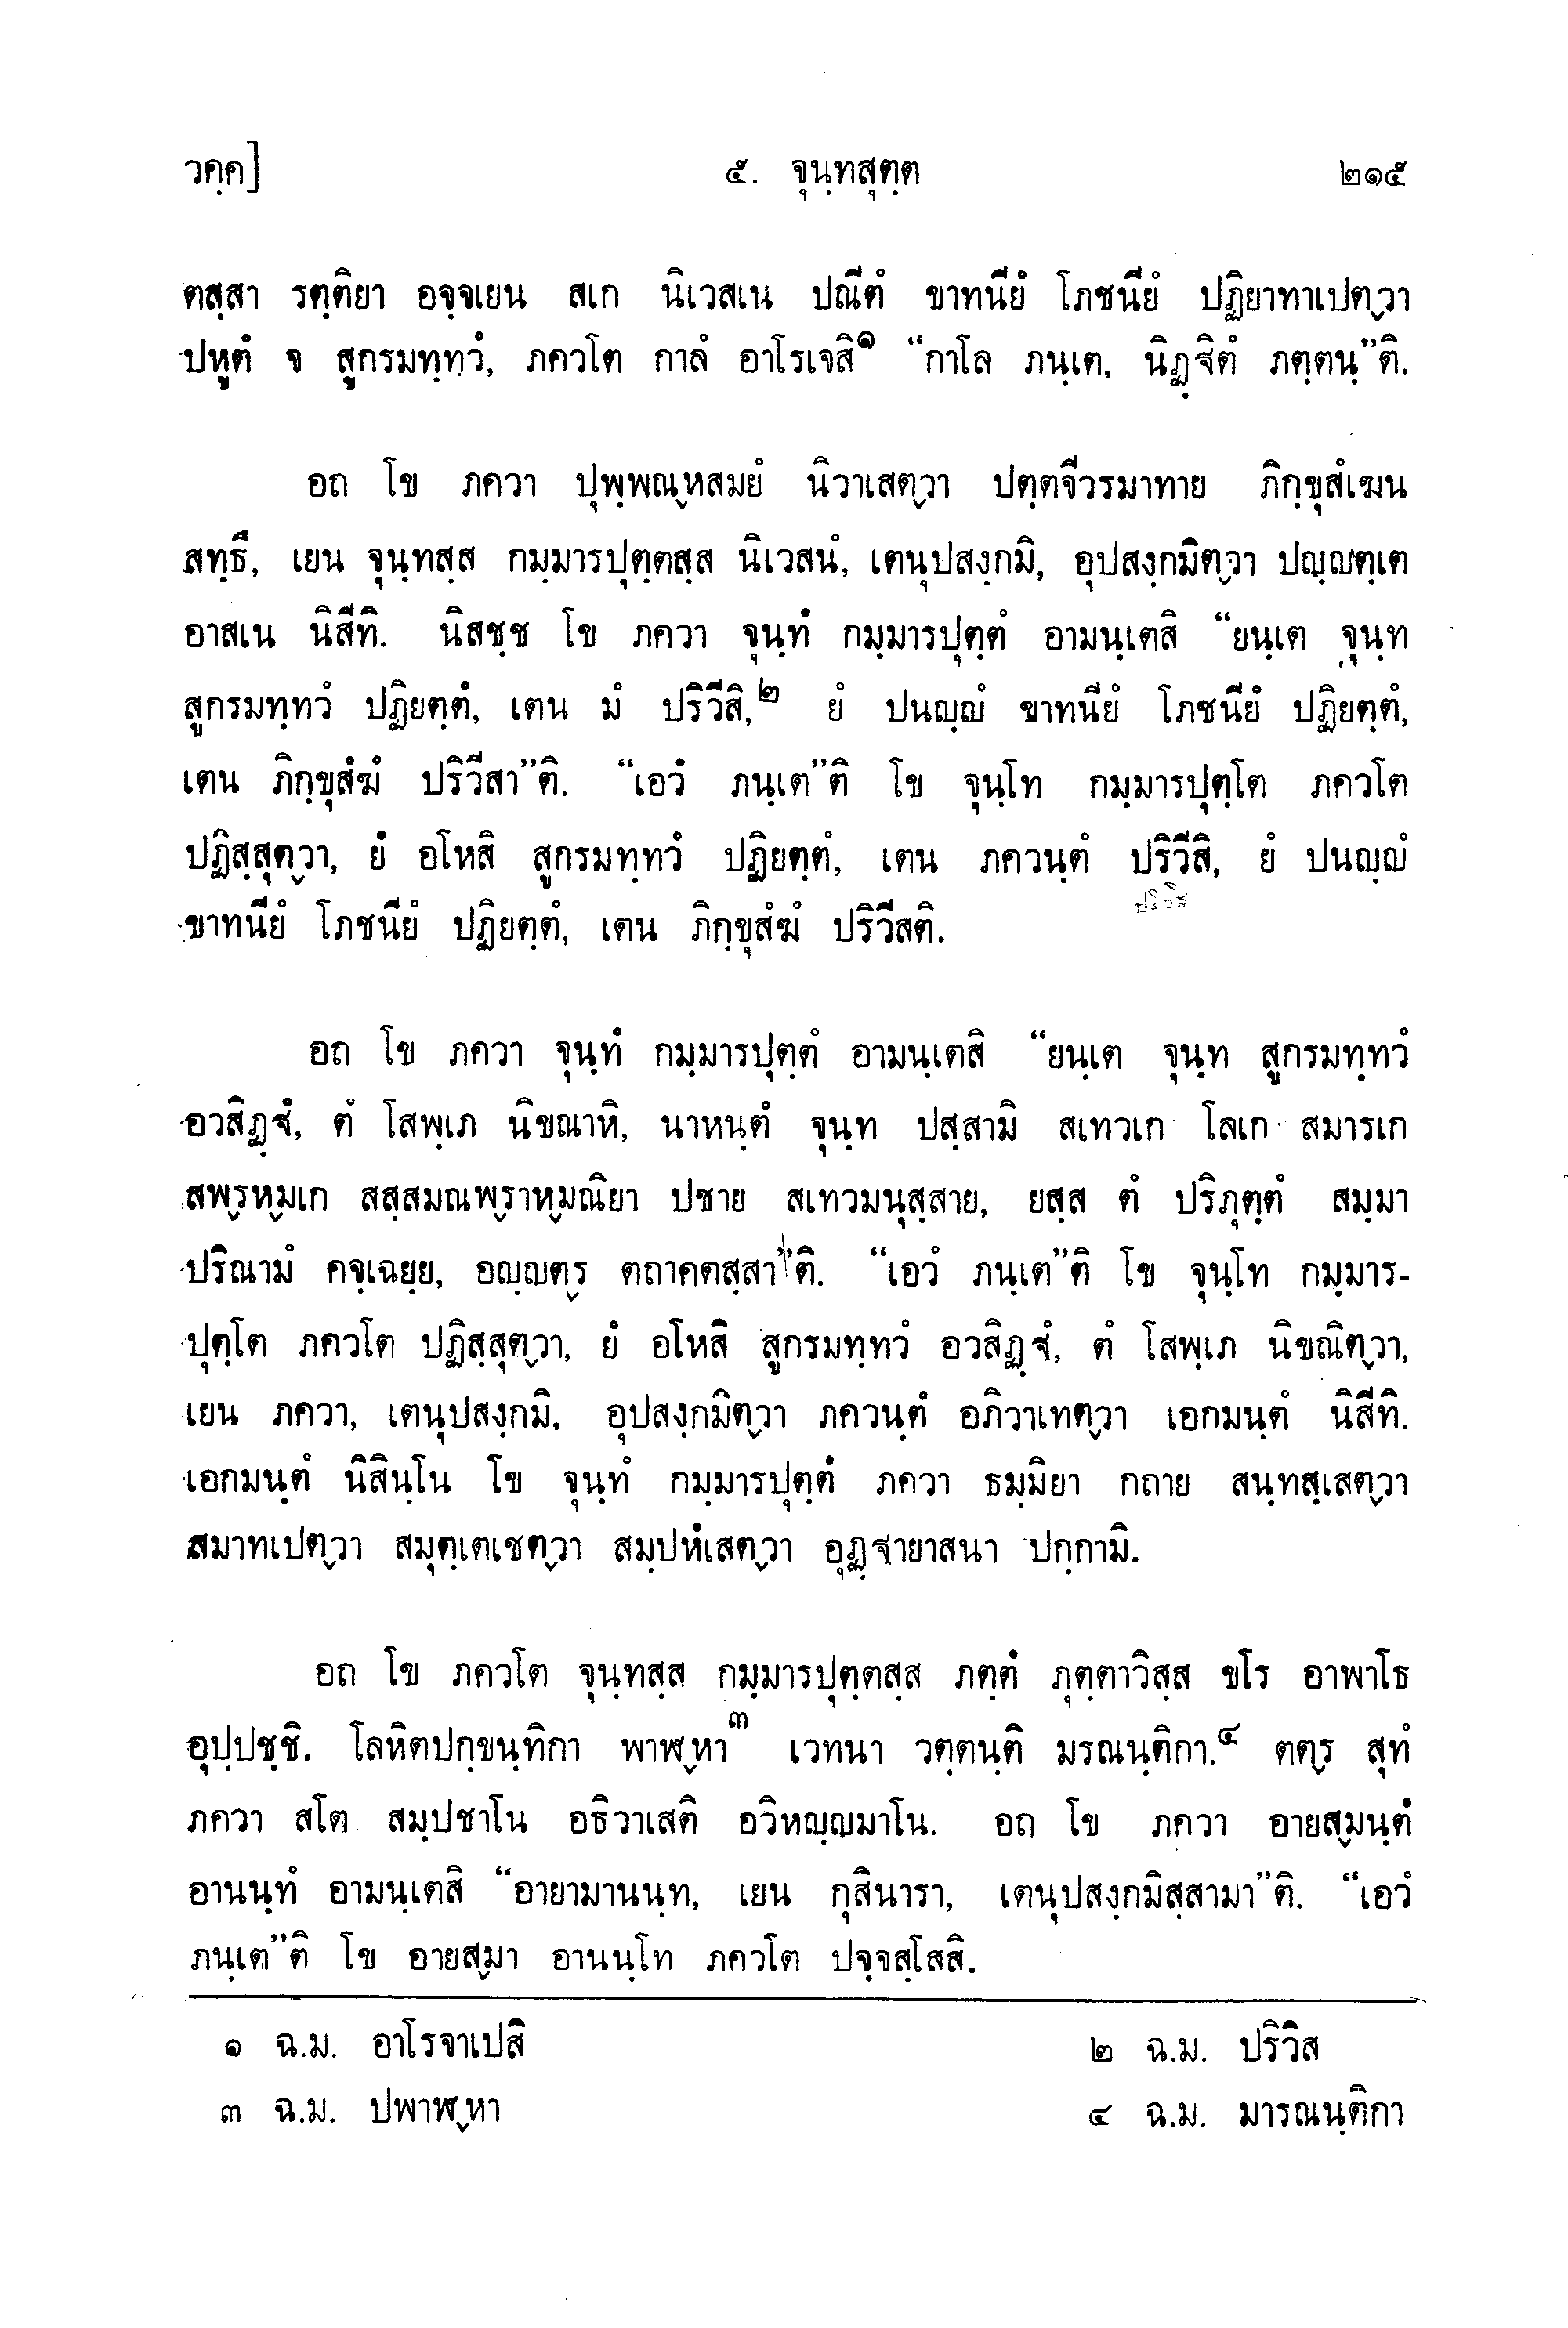 วคฺค] ๕. จุนฺทสุตฺต ๒๑๕
ตสฺสา รตฺติยา อจฺจเยน สเก นิเวสเน ปณีตํ ขาทนียํ โภชนียํ ปฏิยาทาเปตฺวา
ปหูตํ จ สูกรมทฺทวํ, ภควโต กาลํ อาโรเจสิ๑ “กาโล ภนฺเต, นิฏฺฐิตํ ภตฺตนฺ”ติ.
อถ โข ภควา ปุพฺพณฺหสมยํ นิวาเสตฺวา ปตฺตจีวรมาทาย ภิกฺขุสํเฆน
สทฺธึ, เยน จุนฺทสฺส กมฺมารปุตฺตสฺส นิเวสนํ, เตนุปสงฺกมิ, อุปสงฺกมิตฺวา ปญฺญตฺเต
อาสเน นิสีทิ. นิสชฺช โข ภควา จุนฺทํ กมฺมารปุตฺตํ อามนฺเตสิ “ยนฺเต จุนฺท
สูกรมทฺทวํ ปฏิยตฺตํ, เตน มํ ปริวีสิ,๒ ยํ ปนญฺญํ ขาทนียํ โภชนียํ ปฏิยตฺตํ,
เตน ภิกฺขุสํฆํ ปริวีสา”ติ. “เอวํ ภนฺเต”ติ โข จุนฺโท กมฺมารปุตฺโต ภควโต
ปฏิสฺสุตฺวา, ยํ อโหสิ สูกรมทฺทวํ ปฏิยตฺตํ, เตน ภควนฺตํ ปริวีสิ, ยํ ปนญฺญํ
ปริวิส
ขาทนียํ โภชนียํ ปฏิยตฺตํ, เตน ภิกฺขุสํฆํ ปริวีสติ.
อถ โข ภควา จุนฺทํ กมฺมารปุตฺตํ อามนฺเตสิ “ยนฺเต จุนฺท สูกรมทฺทวํ
อวสิฏฺฐํ, ตํ โสพฺเภ นิขณาหิ, นาหนฺตํ จุนฺท ปสฺสามิ สเทวเก โลเก สมารเก
สพฺรหฺมเก สสฺสมณพฺราหฺมณิยา ปชาย สเทวมนุสฺสาย, ยสฺส ตํ ปริภุตฺตํ สมฺมา
ปริณามํ คจฺเฉยฺย, อญฺญตฺร ตถาคตสฺสา”ติ. “เอวํ ภนฺเต”ติ โข จุนฺโท กมฺมาร-
ปุตฺโต ภควโต ปฏิสฺสุตฺวา, ยํ อโหสิ สูกรมทฺทวํ อวสิฏฺฐํ, ตํ โสพฺเภ นิขณิตฺวา,
เยน ภควา, เตนุปสงฺกมิ, อุปสงฺกมิตฺวา ภควนฺตํ อภิวาเทตฺวา เอกมนฺตํ นิสีทิ.
เอกมนฺตํ นิสินฺโน โข จุนฺทํ กมฺมารปุตฺตํ ภควา ธมฺมิยา กถาย สนฺทสฺเสตฺวา
สมาทเปตฺวา สมุตฺเตเชตฺวา สมฺปหํเสตฺวา อุฏฺฐายาสนา ปกฺกามิ.
อถ โข ภควโต จุนฺทสฺส กมฺมารปุตฺตสฺส ภตฺตํ ภุตฺตาวิสฺส ขโร อาพาโธ
อุปฺปชฺชิ. โลหิตปกฺขนฺทิกา พาฬฺหา๓ เวทนา วตฺตนฺติ มรณนฺติกา.๔ ตตฺร สุทํ
ภควา สโต สมฺปชาโน อธิวาเสติ อวิหญฺญมาโน. อถ โข ภควา อายสฺมนฺตํ
อานนฺทํ อามนฺเตสิ “อายามานนฺท, เยน กุสินารา, เตนุปสงฺกมิสฺสามา”ติ. “เอวํ
ภนฺเต”ติ โข อายสฺมา อานนฺโท ภควโต ปจฺจสฺโสสิ.
๑ ฉ.ม. อาโรจาเปสิ ๒ ฉ.ม. ปริวิส
๓ ฉ.ม. ปพาฬฺหา ๔ ฉ.ม. มารณนฺติกา